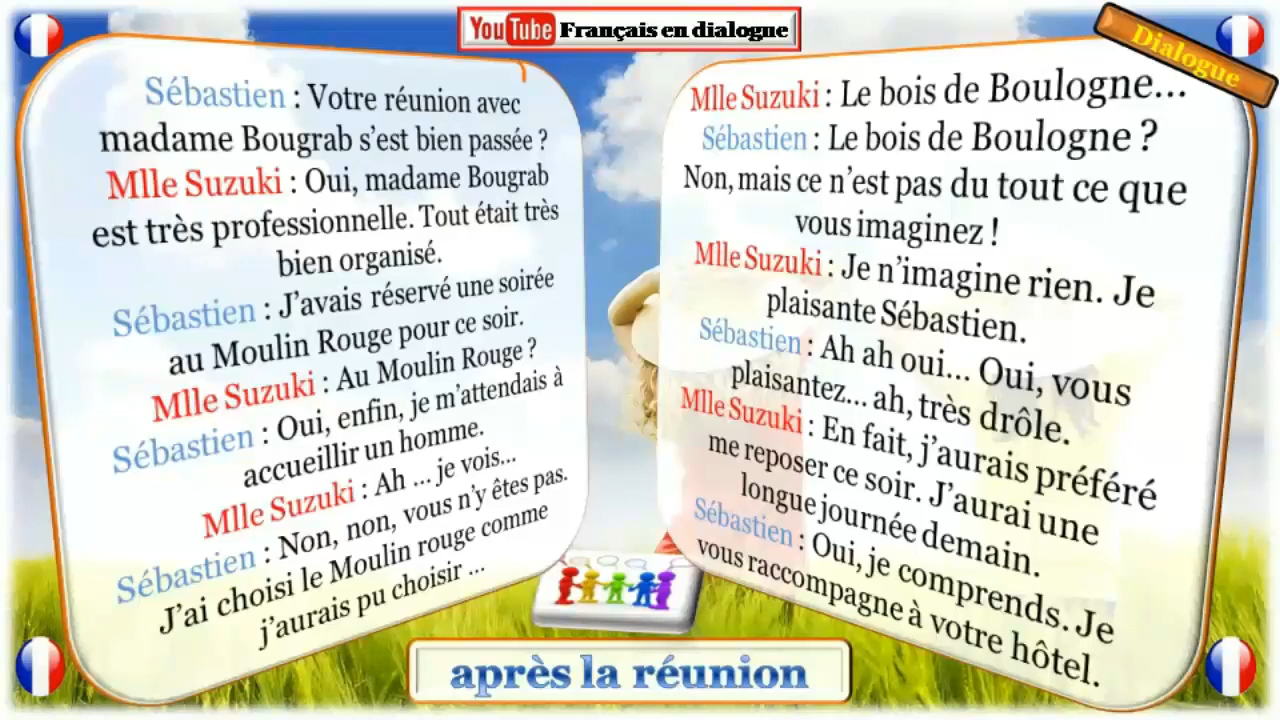 YouTube Français en dialogue
Dialogue
Sébastien : Votre réunion avec
madame Bougrab s'est bien passée ?
Mlle Suzuki : Oui, madame Bougrab
est très professionnelle. Tout était très
bien organisé.
Sébastien : J'avais réservé une soirée
au Moulin Rouge pour ce soir.
Mlle Suzuki : Au Moulin Rouge ?
Sébastien : Oui, enfin, je m'attendais à
accueillir un homme.
Mlle Suzuki : Ah ... je vois...
Sébastien : Non, non, vous n'y êtes pas.
J'ai choisi le Moulin rouge comme
j'aurais pu choisir ...
Mlle Suzuki : Le bois de Boulogne...
Sébastien : Le bois de Boulogne ?
Non, mais ce n'est pas du tout ce que
vous imaginez !
Mlle Suzuki : Je n'imagine rien. Je
plaisante Sébastien.
Sébastien : Ah ah oui... Oui, vous
plaisantez... ah, très drôle.
Mlle Suzuki : En fait, j'aurais préféré
me reposer ce soir. J'aurai une
longue journée demain.
Sébastien : Oui, je comprends. Je
vous raccompagne à votre hôtel.
après la réunion